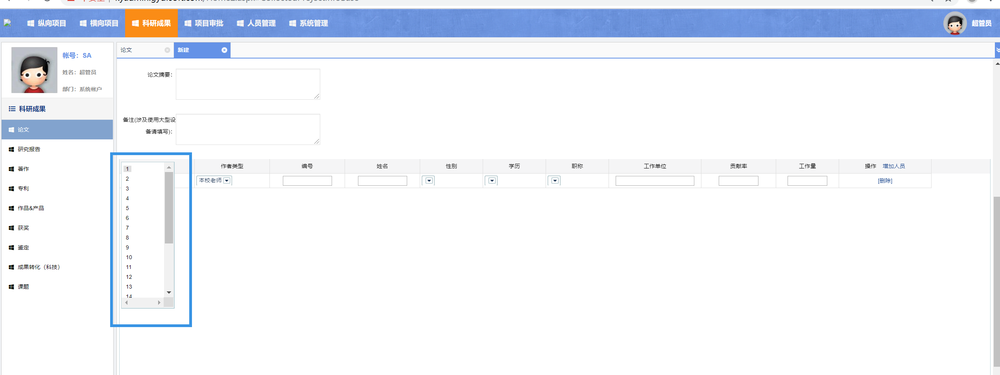 纵向项目 横向项目 科研成果 项目审批 人员管理 系统管理 超管员
帐号：SA
姓名：超管员
部门：系统帐户
科研成果
论文
研究报告
著作
专利
作品&产品
获奖
鉴定
成果转化（科技）
课题
论文 新建
论文摘要：
备注(涉及使用大型设
备请填写)：
作者类型 编号 姓名 性别 学历 职称 工作单位 贡献率 工作量 操作 增加人员
本校老师 [删除]
1
2
3
4
5
6
7
8
9
10
11
12
13
14